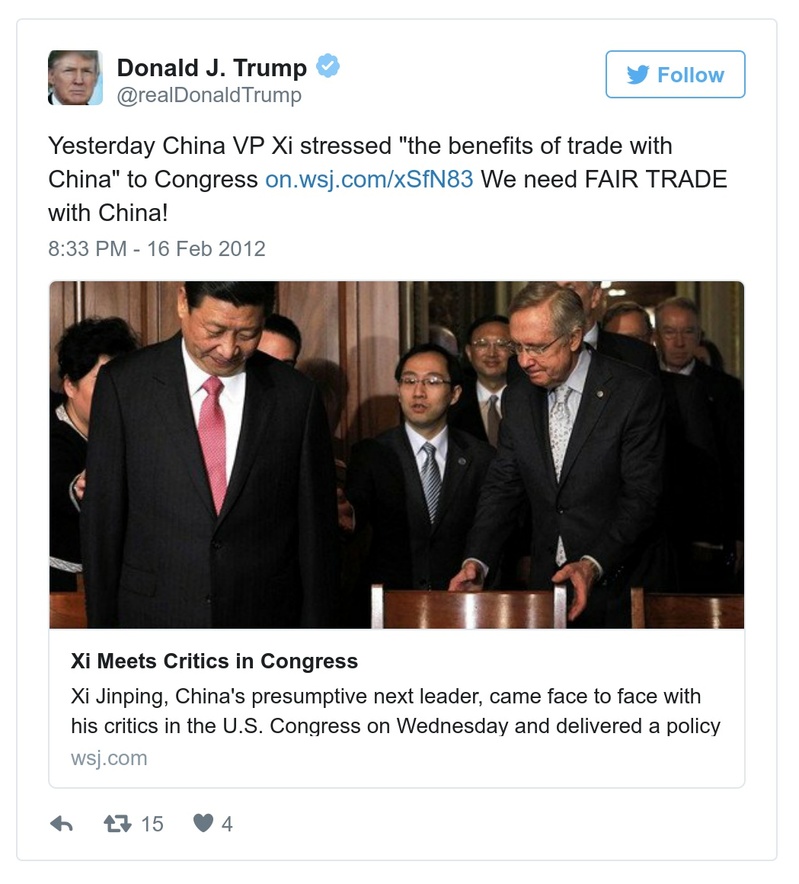 Donald J. Trump
@realDonaldTrump
Follow
Yesterday China VP Xi stressed "the benefits of trade with
China" to Congress on.wsj.com/xSfN83 We need FAIR TRADE
with China!
8:33 PM - 16 Feb 2012
Xi Meets Critics in Congress
Xi Jinping, China's presumptive next leader, came face to face with
his critics in the U.S. Congress on Wednesday and delivered a policy
wsj.com
15
4